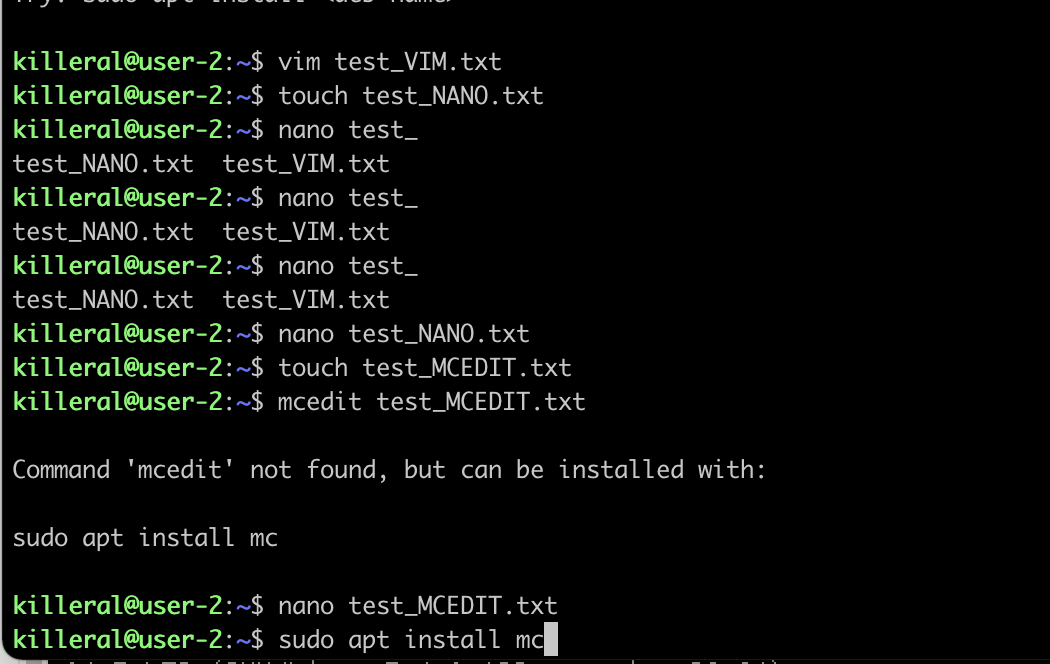 killeral@user-2:~$ vim test_VIM.txt
killeral@user-2:~$ touch test_NANO.txt
killeral@user-2:~$ nano test_
test_NANO.txt  test_VIM.txt
killeral@user-2:~$ nano test_
test_NANO.txt  test_VIM.txt
killeral@user-2:~$ nano test_
test_NANO.txt  test_VIM.txt
killeral@user-2:~$ nano test_NANO.txt
killeral@user-2:~$ touch test_MCEDIT.txt
killeral@user-2:~$ mcedit test_MCEDIT.txt
Command 'mcedit' not found, but can be installed with:
sudo apt install mc
killeral@user-2:~$ nano test_MCEDIT.txt
killeral@user-2:~$ sudo apt install mc